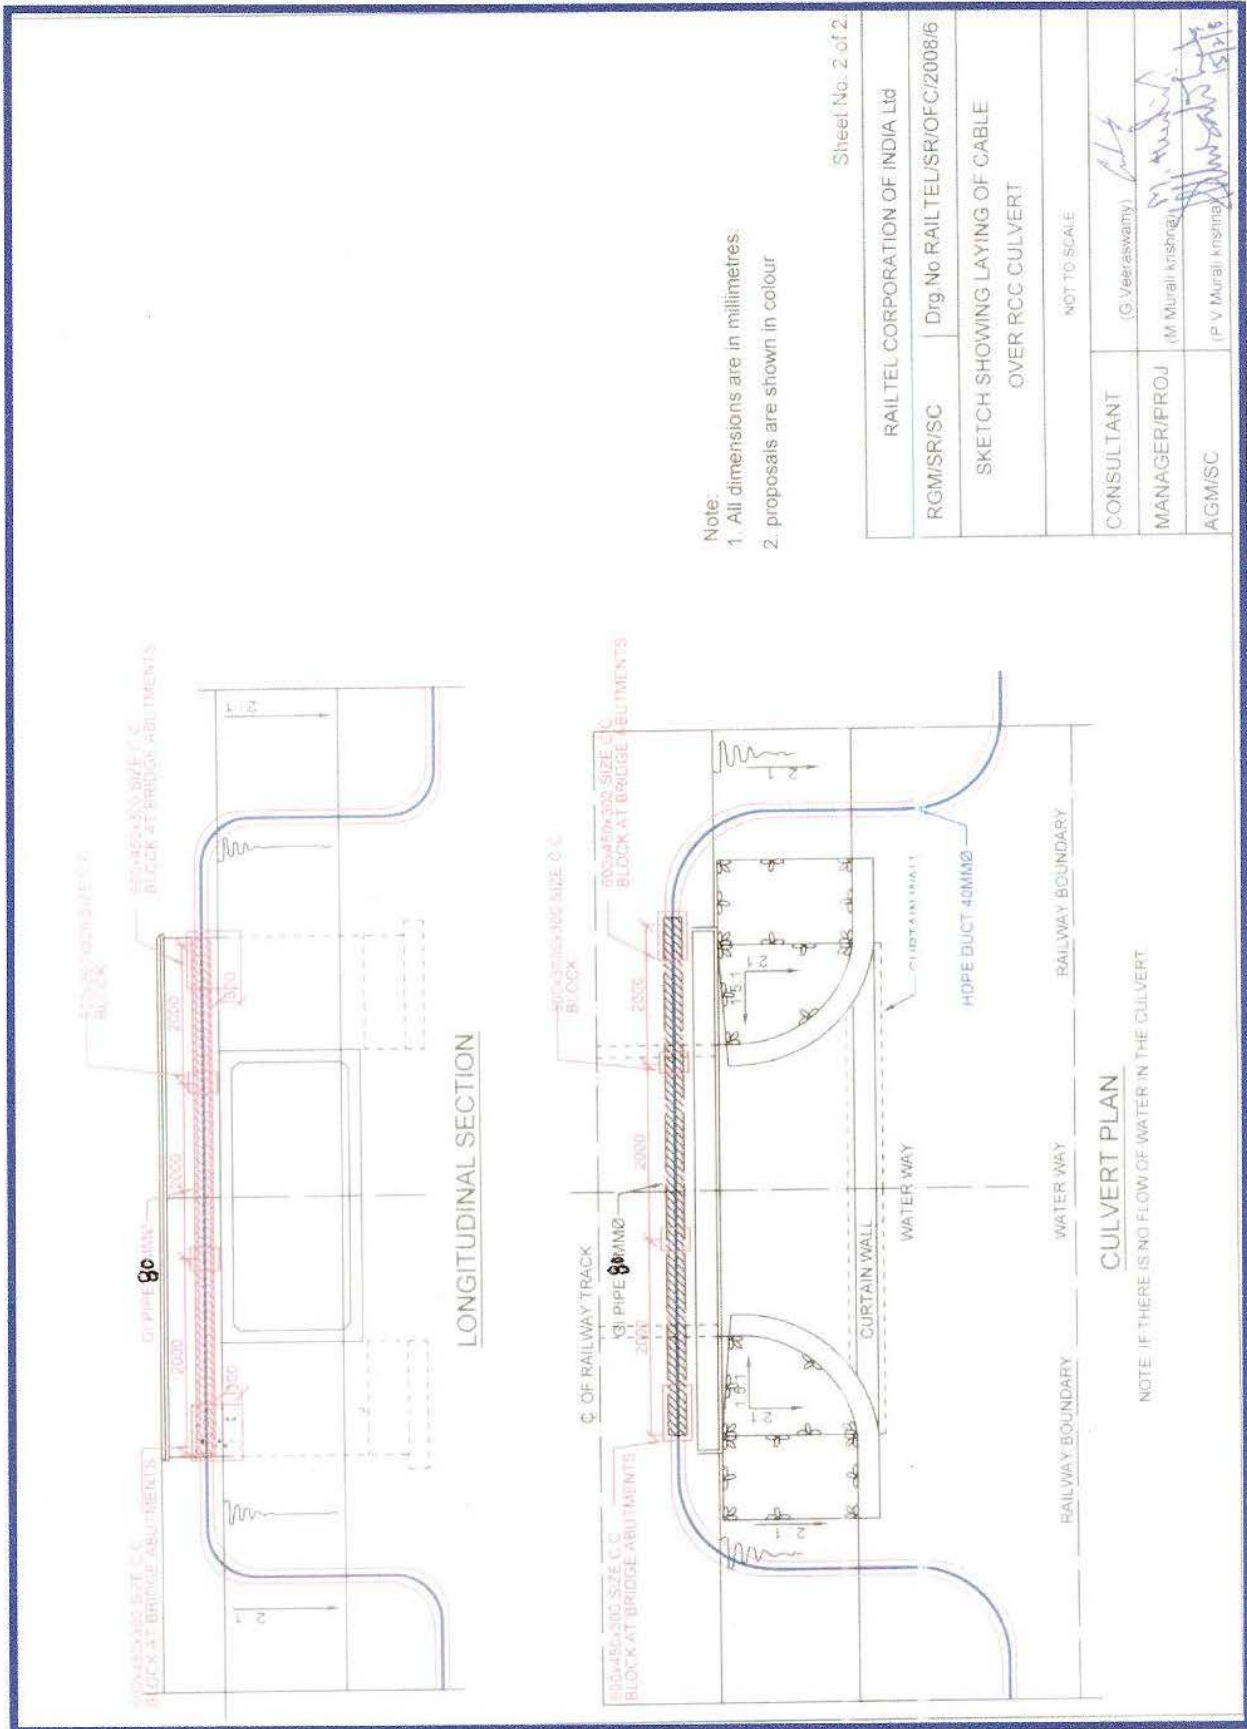 600x450x300 SIZE C.C
BLOCK AT BRIDGE ABUTMENTS
GI PIPE 80MMØ
BLOCK
BLOCK AT BRIDGE ABUTMENTS
2000
2000
2000
300
300
2:1
2:1
LONGITUDINAL SECTION
600x450x300 SIZE C.C
BLOCK AT BRIDGE ABUTMENTS
℄ OF RAILWAY TRACK
GI PIPE 80MMØ
BLOCK
600x450x300 SIZE C.C
BLOCK AT BRIDGE ABUTMENTS
2000
2000
2000
2:1
1.5:1
2:1
1.5:1
2:1
2:1
CURTAIN WALL
WATER WAY
CURTAIN WALL
HDPE DUCT 40MMØ
RAILWAY BOUNDARY
WATER WAY
RAILWAY BOUNDARY
CULVERT PLAN
NOTE IF THERE IS NO FLOW OF WATER IN THE CULVERT
Note:
1. All dimensions are in millimetres.
2. proposals are shown in colour
Sheet No. 2 of 2.
RAILTEL CORPORATION OF INDIA Ltd
RGM/SR/SC
Drg.No.RAILTEL/SR/OFC/2008/6
SKETCH SHOWING LAYING OF CABLE
OVER RCC CULVERT
NOT TO SCALE
CONSULTANT
(G Veeraswamy)
MANAGER/PROJ
(M Murali krishna)
AGM/SC
(P V Murali krishna)